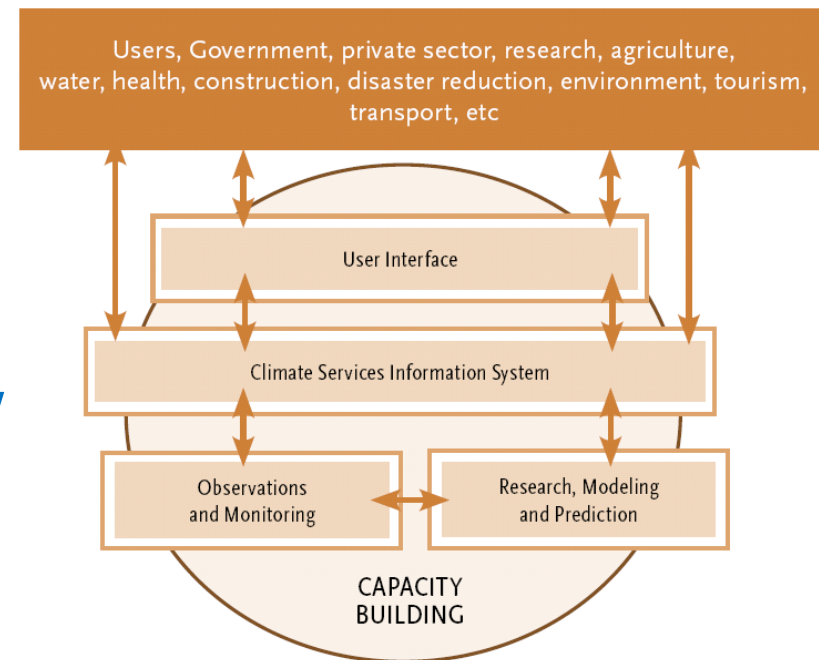 Users, Government, private sector, research, agriculture,
water, health, construction, disaster reduction, environment, tourism,
transport, etc
User Interface
Climate Services Information System
Observations
and Monitoring
Research, Modeling
and Prediction
CAPACITY
BUILDING